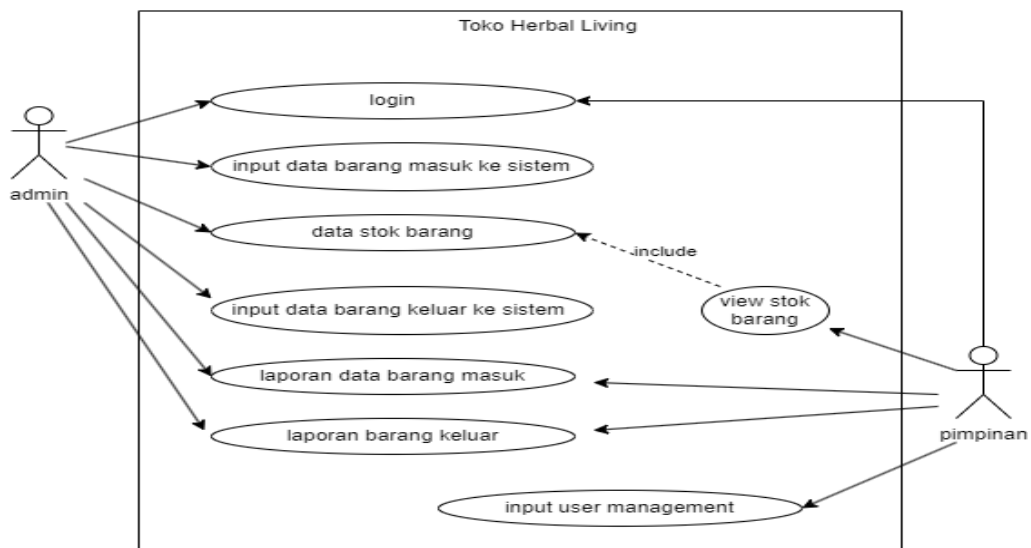 Toko Herbal Living
login
input data barang masuk ke sistem
admin
data stok barang
include
input data barang keluar ke sistem
view stok
barang
laporan data barang masuk
laporan barang keluar
pimpinan
input user management